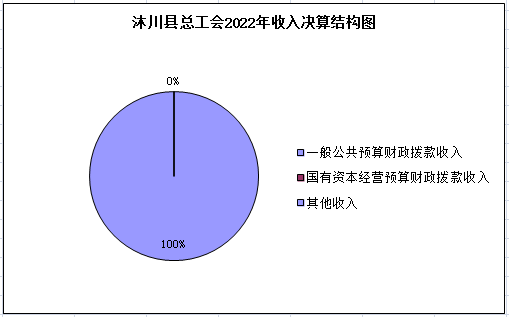 沐川县总工会2022年收入决算结构图
0%
100%
一般公共预算财政拨款收入
国有资本经营预算财政拨款收入
其他收入